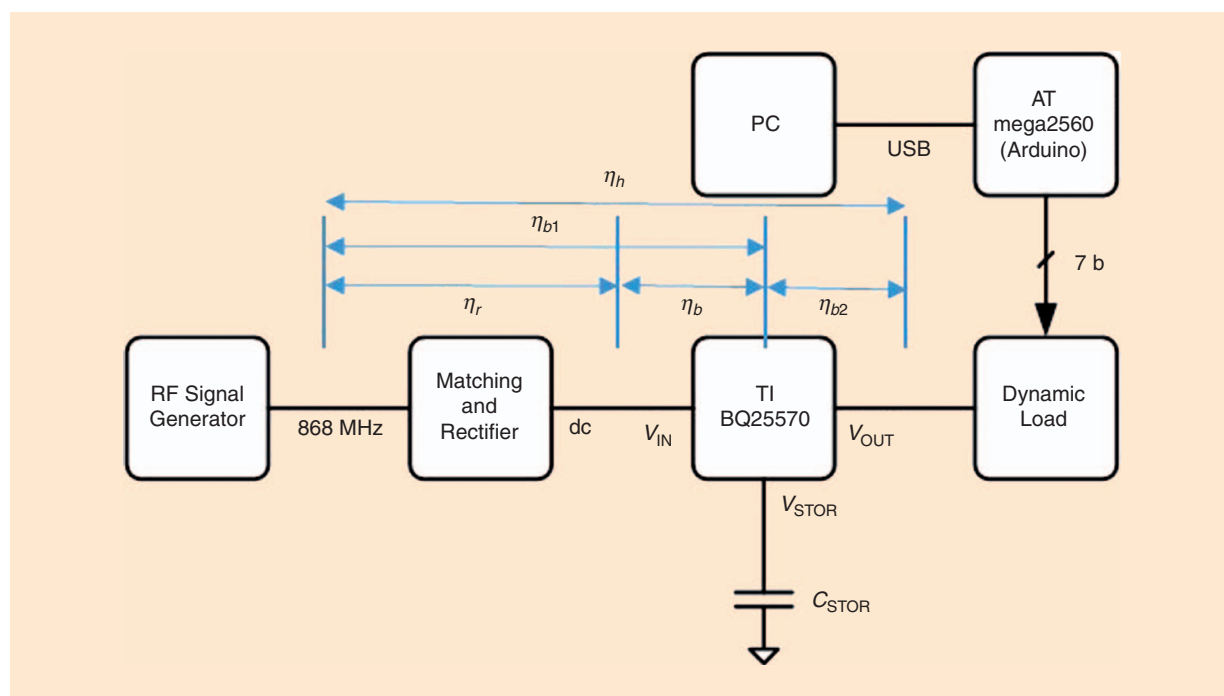 PC
USB
AT
mega2560
(Arduino)
7 b
ηh
ηb1
ηr
ηb
ηb2
RF Signal
Generator
868 MHz
Matching
and
Rectifier
dc
VIN
TI
BQ25570
VOUT
Dynamic
Load
VSTOR
CSTOR